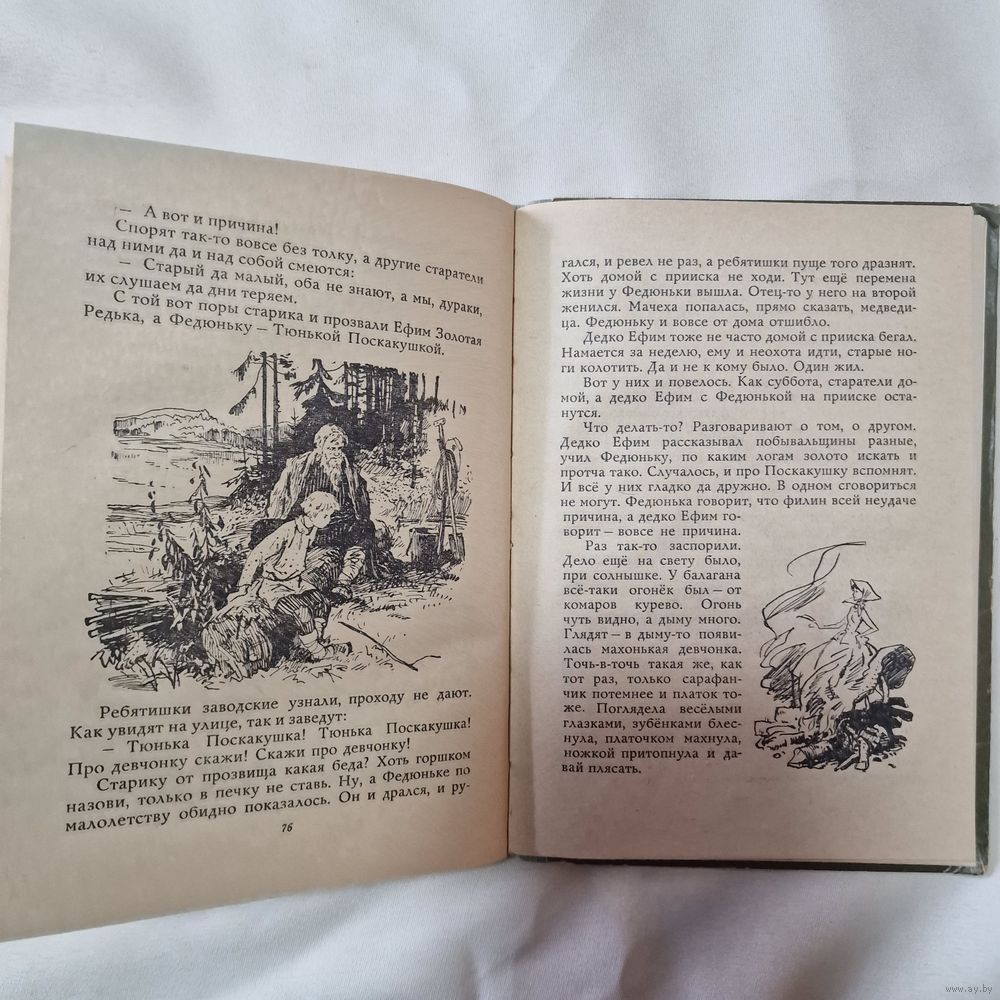 — А вот и причина!
Спорят так-то вовсе без толку, а другие старатели
над ними да и над собой смеются:
— Старый да малый, оба не знают, а мы, дураки,
их слушаем да дни теряем.
С той вот поры старика и прозвали Ефим Золотая
Редька, а Федюньку — Тюнькой Поскакушкой.
Ребятишки заводские узнали, проходу не дают.
Как увидят на улице, так и заведут:
— Тюнька Поскакушка! Тюнька Поскакушка!
Про девчонку скажи! Скажи про девчонку!
Старику от прозвища какая беда? Хоть горшком
назови, только в печку не ставь. Ну, а Федюньке по
малолетству обидно показалось. Он и дрался, и ру-
76
гался, и ревел не раз, а ребятишки пуще того дразнят.
Хоть домой с прииска не ходи. Тут ещё перемена
жизни у Федюньки вышла. Отец-то у него на второй
женился. Мачеха попалась, прямо сказать, медведи-
ца. Федюньку и вовсе от дома отшибло.
Дедко Ефим тоже не часто домой с прииска бегал.
Намается за неделю, ему и неохота идти, старые но-
ги колотить. Да и не к кому было. Один жил.
Вот у них и повелось. Как суббота, старатели до-
мой, а дедко Ефим с Федюнькой на прииске оста-
нутся.
Что делать-то? Разговаривают о том, о другом.
Дедко Ефим рассказывал побывальщины разные,
учил Федюньку, по каким логам золото искать и
протча тако. Случалось, и про Поскакушку вспомнят.
И всё у них гладко да дружно. В одном сговориться
не могут. Федюнька говорит, что филин всей неудаче
причина, а дедко Ефим го-
ворит — вовсе не причина.
Раз так-то заспорили.
Дело ещё на свету было,
при солнышке. У балагана
всё-таки огонёк был — от
комаров курево. Огонь
чуть видно, а дыму много.
Глядят — в дыму-то появи-
лась махонькая девчонка.
Точь-в-точь такая же, как
тот раз, только сарафан-
чик потемнее и платок то-
же. Поглядела весёлыми
глазками, зубёнками блес-
нула, платочком махнула,
ножкой притопнула и да-
вай плясать.
www.ay.by